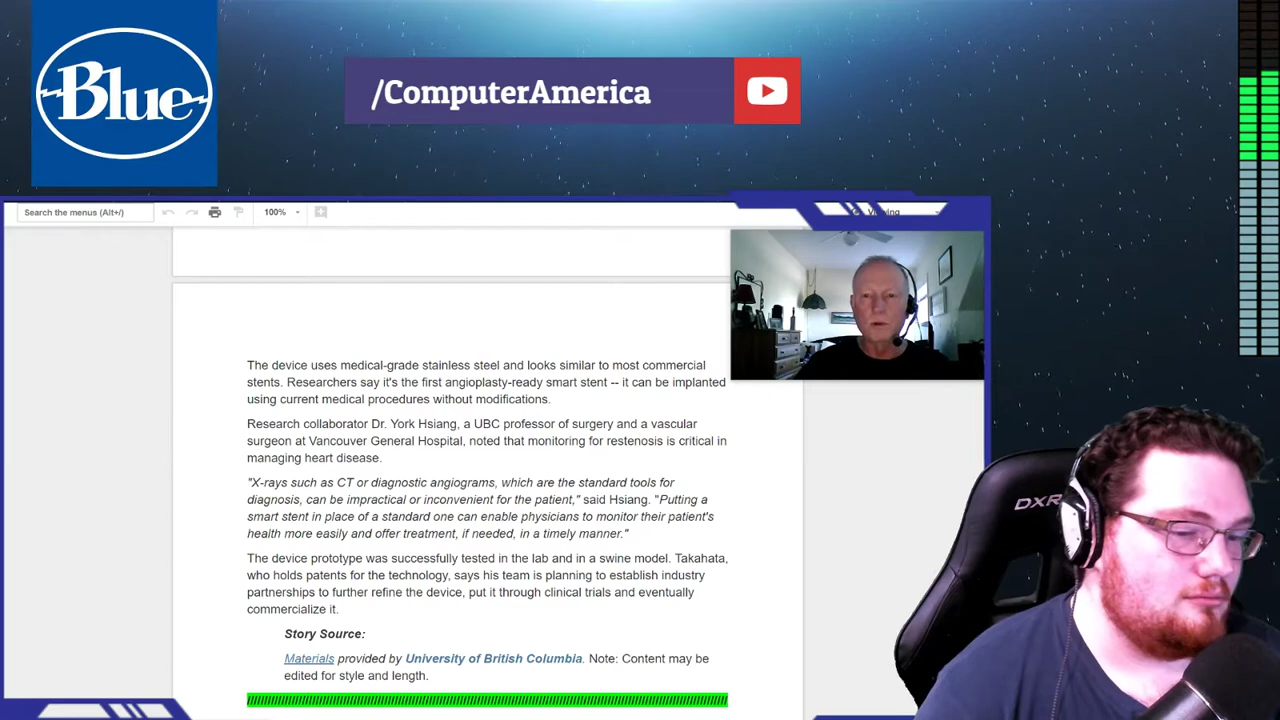 Blue
/ComputerAmerica
Search the menus (Alt+/)
100%
The device uses medical-grade stainless steel and looks similar to most commercial
stents. Researchers say it's the first angioplasty-ready smart stent -- it can be implanted
using current medical procedures without modifications.
Research collaborator Dr. York Hsiang, a UBC professor of surgery and a vascular
surgeon at Vancouver General Hospital, noted that monitoring for restenosis is critical in
managing heart disease.
"X-rays such as CT or diagnostic angiograms, which are the standard tools for
diagnosis, can be impractical or inconvenient for the patient," said Hsiang. "Putting a
smart stent in place of a standard one can enable physicians to monitor their patient's
health more easily and offer treatment, if needed, in a timely manner."
The device prototype was successfully tested in the lab and in a swine model. Takahata,
who holds patents for the technology, says his team is planning to establish industry
partnerships to further refine the device, put it through clinical trials and eventually
commercialize it.
Story Source:
Materials provided by University of British Columbia. Note: Content may be
edited for style and length.
DXR